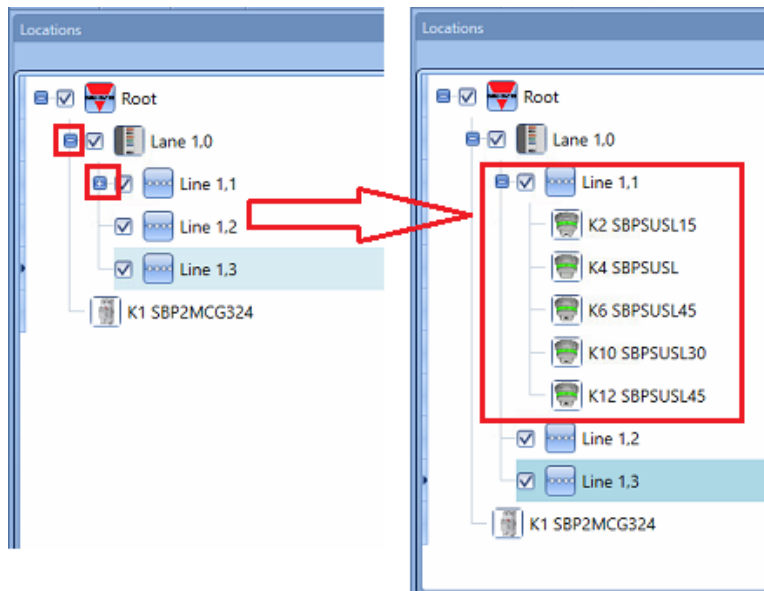 Locations
Root
Lane 1,0
Line 1,1
Line 1,2
Line 1,3
K1 SBP2MCG324
Locations
Root
Lane 1,0
Line 1,1
K2 SBPSUSL15
K4 SBPSUSL
K6 SBPSUSL45
K10 SBPSUSL30
K12 SBPSUSL45
Line 1,2
Line 1,3
K1 SBP2MCG324